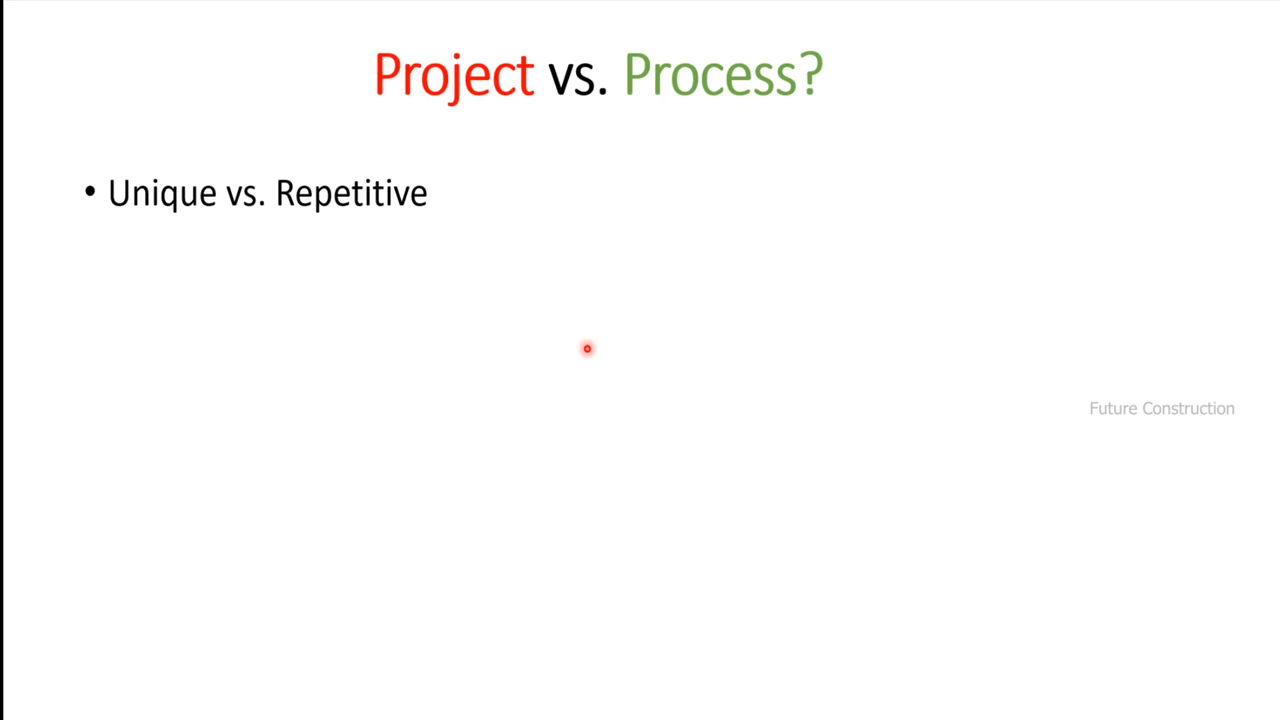 Project vs. Process?
• Unique vs. Repetitive
Future Construction